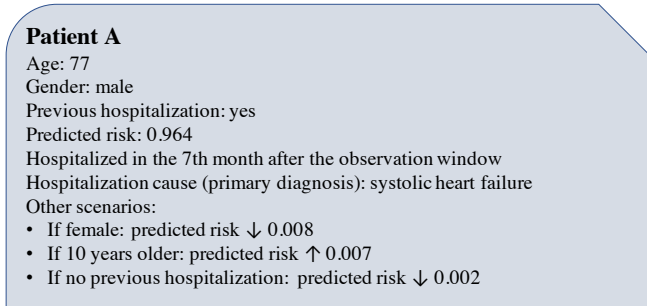 Patient A
Age: 77
Gender: male
Previous hospitalization: yes
Predicted risk: 0.964
Hospitalized in the 7th month after the observation window
Hospitalization cause (primary diagnosis): systolic heart failure
Other scenarios:
• If female: predicted risk ↓ 0.008
• If 10 years older: predicted risk ↑ 0.007
• If no previous hospitalization: predicted risk ↓ 0.002